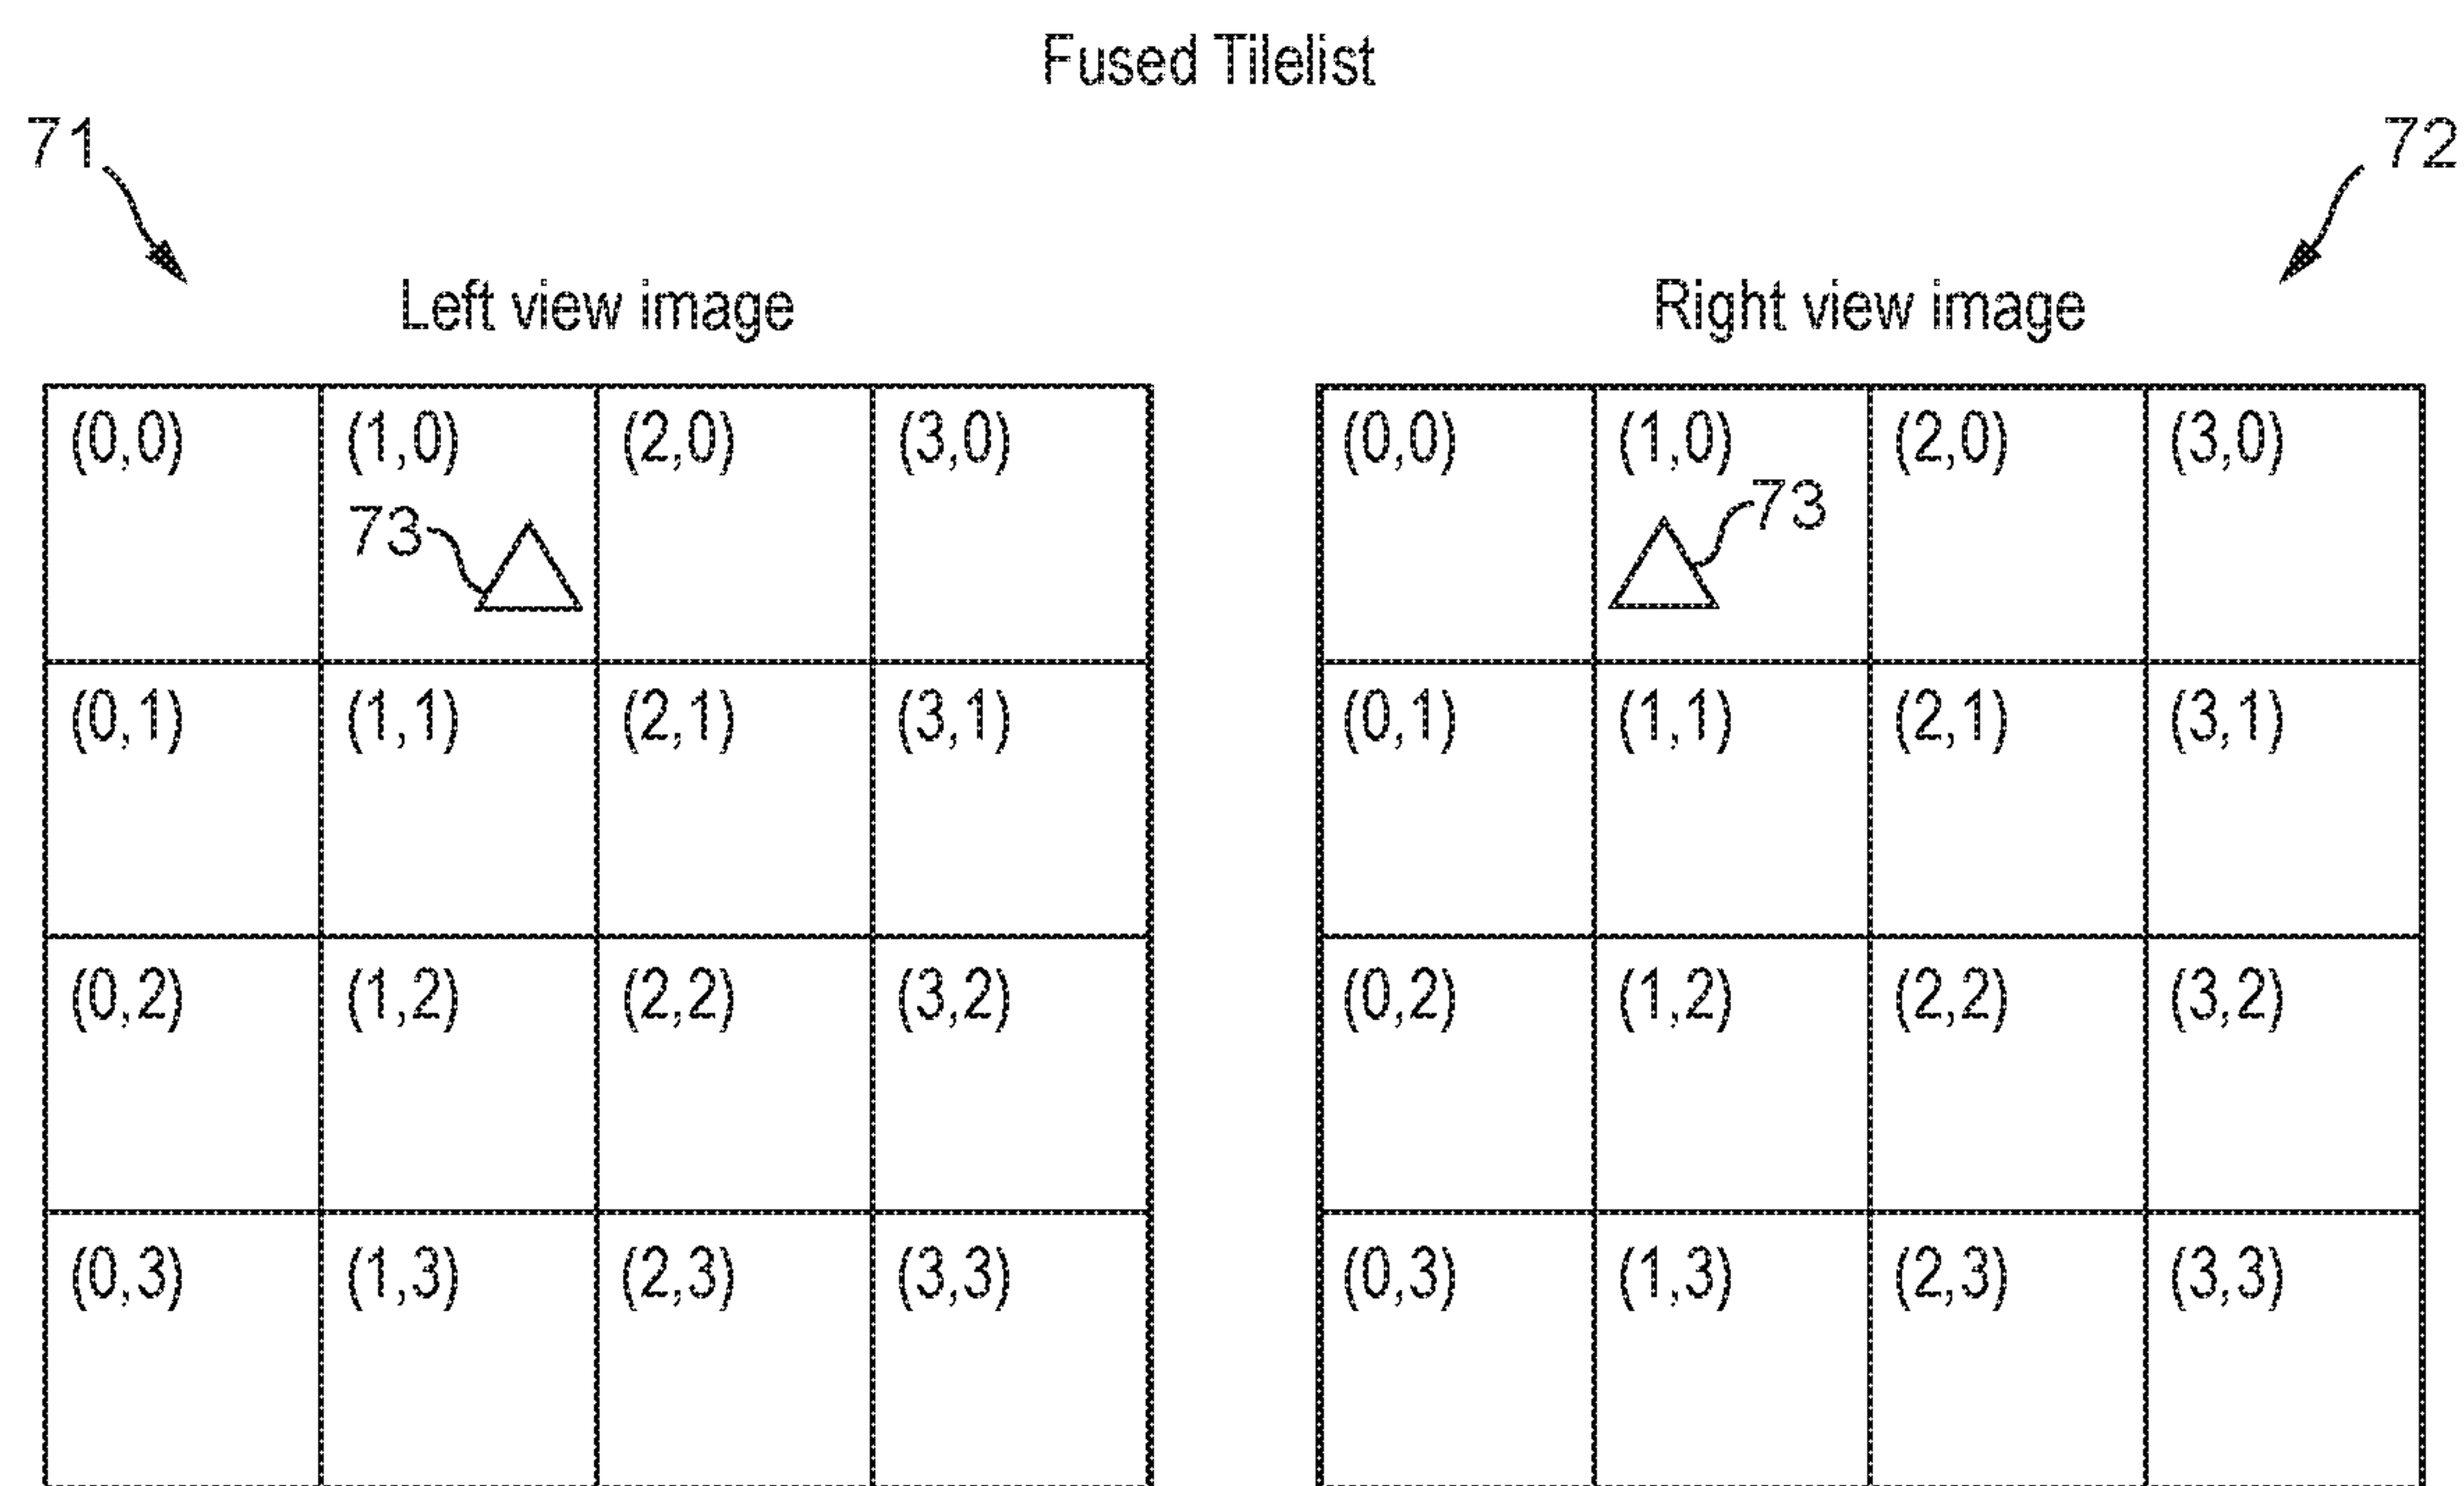 Fused Tilelist
71
72
Left view image
Right view image
(0,0) (1,0) (2,0) (3,0)
73
(0,1) (1,1) (2,1) (3,1)
(0,2) (1,2) (2,2) (3,2)
(0,3) (1,3) (2,3) (3,3)
(0,0) (1,0) (2,0) (3,0)
73
(0,1) (1,1) (2,1) (3,1)
(0,2) (1,2) (2,2) (3,2)
(0,3) (1,3) (2,3) (3,3)